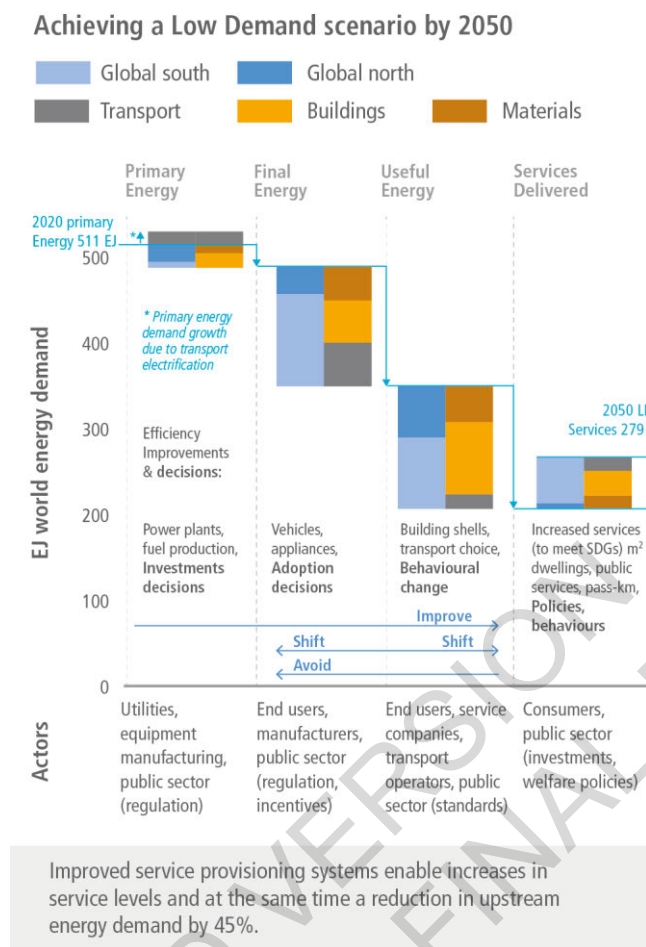 Achieving a Low Demand scenario by 2050
Global south
Global north
Transport
Buildings
Materials
Primary
Energy
Final
Energy
Useful
Energy
Services
Delivered
2020 primary
Energy 511 EJ
*
500
400
300
200
100
0
EJ world energy demand
* Primary energy
demand growth
due to transport
electrification
2050
Services 279
Efficiency
Improvements
& decisions:
Power plants,
fuel production,
Investments
decisions
Vehicles,
appliances,
Adoption
decisions
Building shells,
transport choice,
Behavioural
change
Increased services
(to meet SDGs) m²
dwellings, public
services, pass-km,
Policies,
behaviours
Improve
Shift
Shift
Avoid
Actors
Utilities,
equipment
manufacturing,
public sector
(regulation)
End users,
manufacturers,
public sector
(regulation,
incentives)
End users, service
companies,
transport
operators, public
sector (standards)
Consumers,
public sector
(investments,
welfare policies)
Improved service provisioning systems enable increases in
service levels and at the same time a reduction in upstream
energy demand by 45%.
VERSION
FINAL